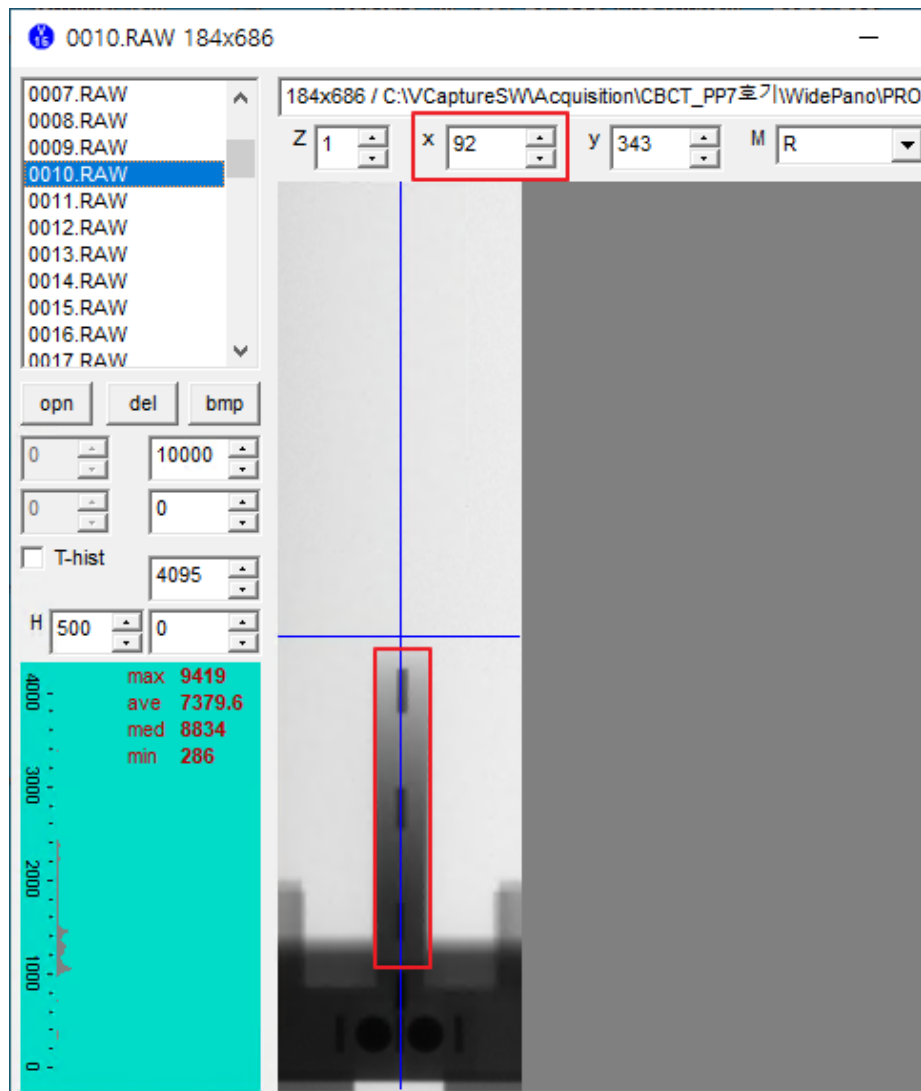 0010.RAW 184x686
0007.RAW
0008.RAW
0009.RAW
0010.RAW
0011.RAW
0012.RAW
0013.RAW
0014.RAW
0015.RAW
0016.RAW
0017.RAW
184x686 / C:\VCaptureSW\Acquisition\CBCT_PP7호기\WidePano\PRO
Z 1 x 92 y 343 M R
opn del bmp
0 10000
0 0
T-hist
4095
H 500 0
max 9419
ave 7379.6
med 8834
min 286
4000
3000
2000
1000
0